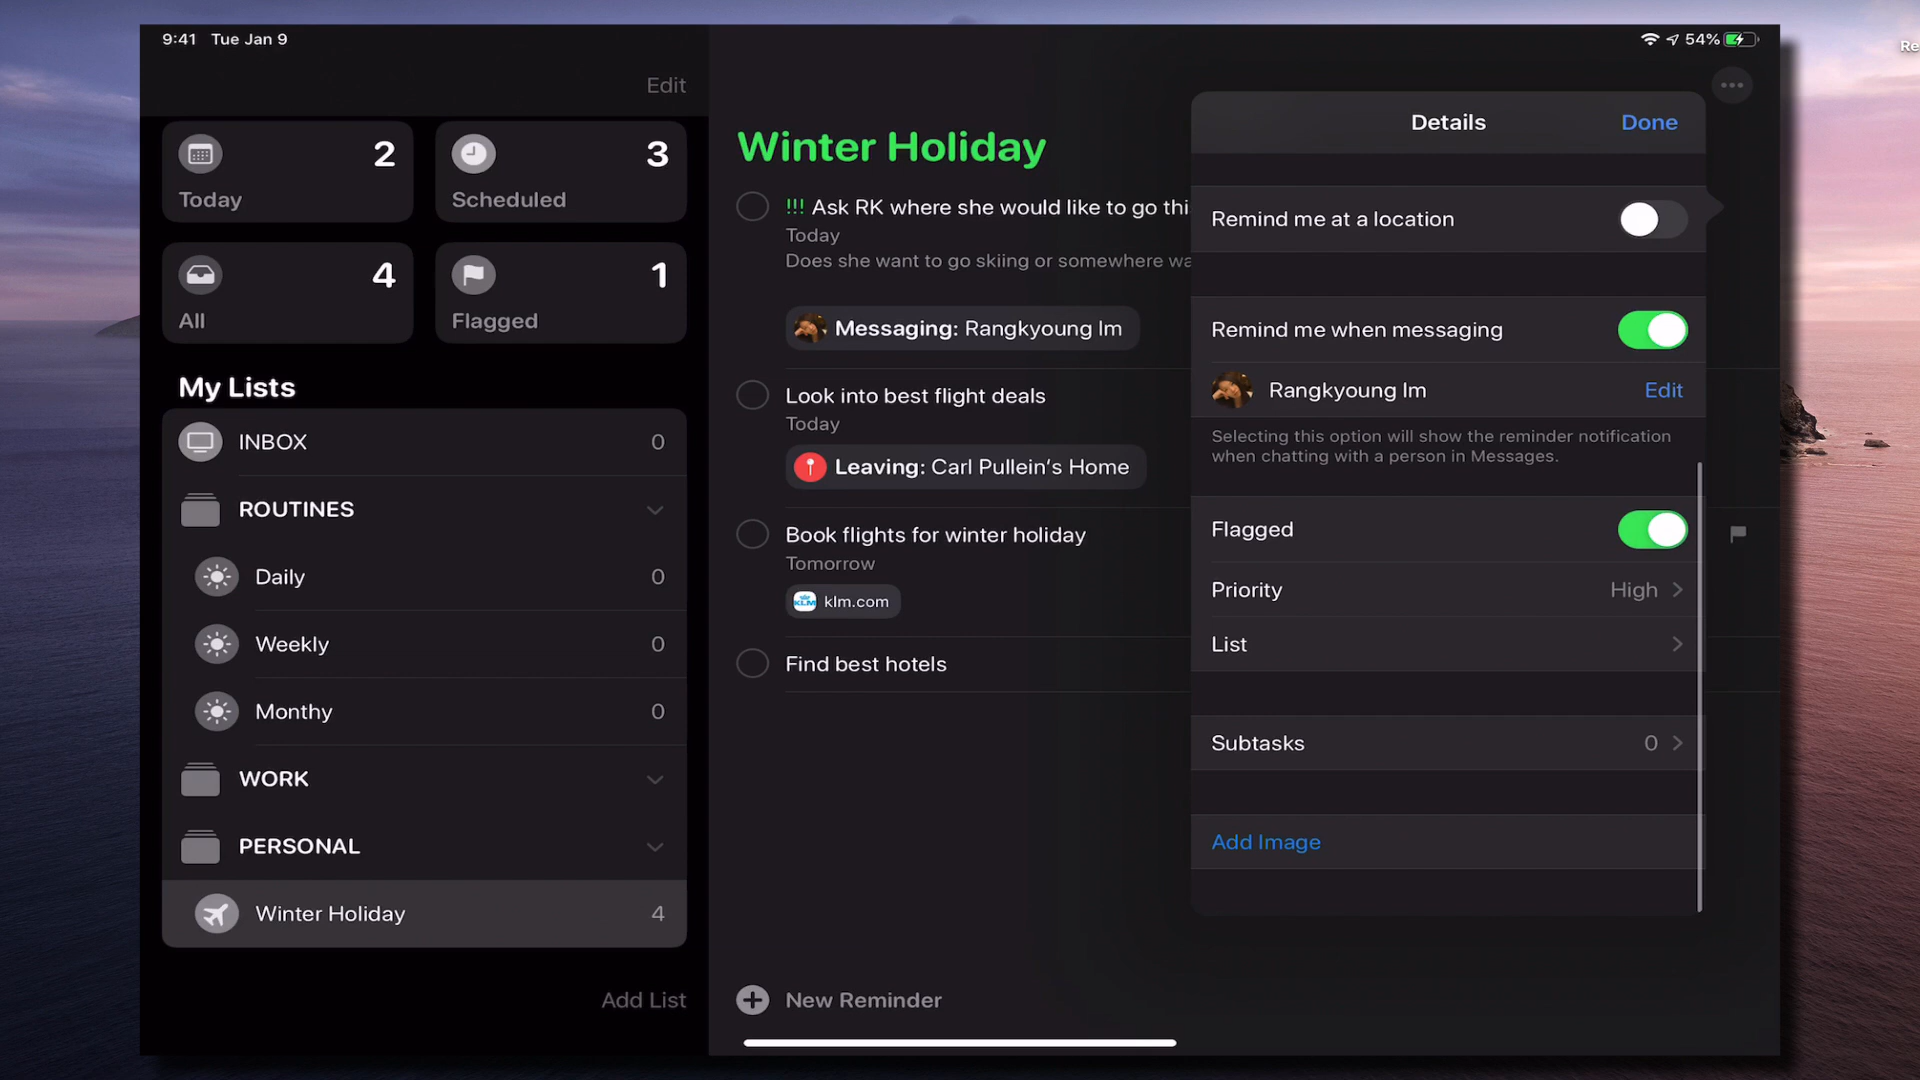 9:41 Tue Jan 9
54%
Re
Edit
2
Today
3
Scheduled
4
All
1
Flagged
My Lists
INBOX 0
ROUTINES
Daily 0
Weekly 0
Monthy 0
WORK
PERSONAL
Winter Holiday 4
Add List
Winter Holiday
!!! Ask RK where she would like to go thi
Today
Does she want to go skiing or somewhere wa
Messaging: Rangkyoung Im
Look into best flight deals
Today
Leaving: Carl Pullein's Home
Book flights for winter holiday
Tomorrow
KLM klm.com
Find best hotels
New Reminder
Details Done
Remind me at a location
Remind me when messaging
Rangkyoung Im Edit
Selecting this option will show the reminder notification
when chatting with a person in Messages.
Flagged
Priority High
List
Subtasks 0
Add Image